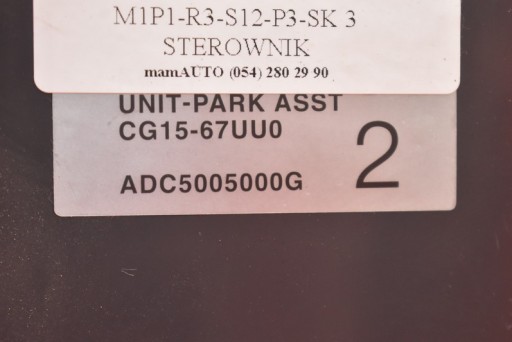 M1P1-R3-S12-P3-SK 3
STEROWNIK
mamAUTO (054) 280 29 90
UNIT-PARK ASST
CG15-67UU0
ADC5005000G
2